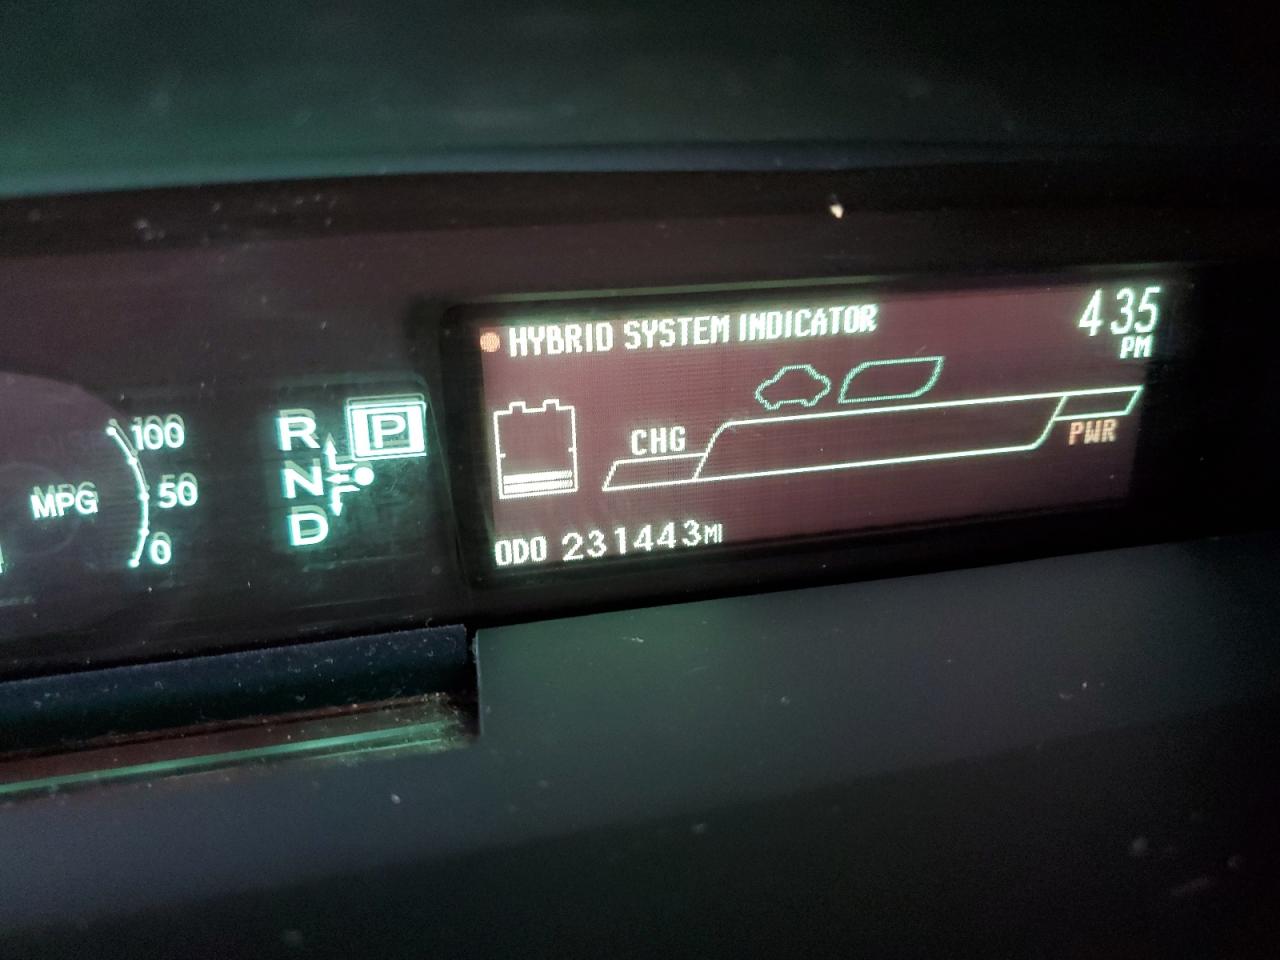 HYBRID SYSTEM INDICATOR
4 35
PM
CHG
PWR
ODO 231443MI
100
50
0
MPG
R
P
N
D